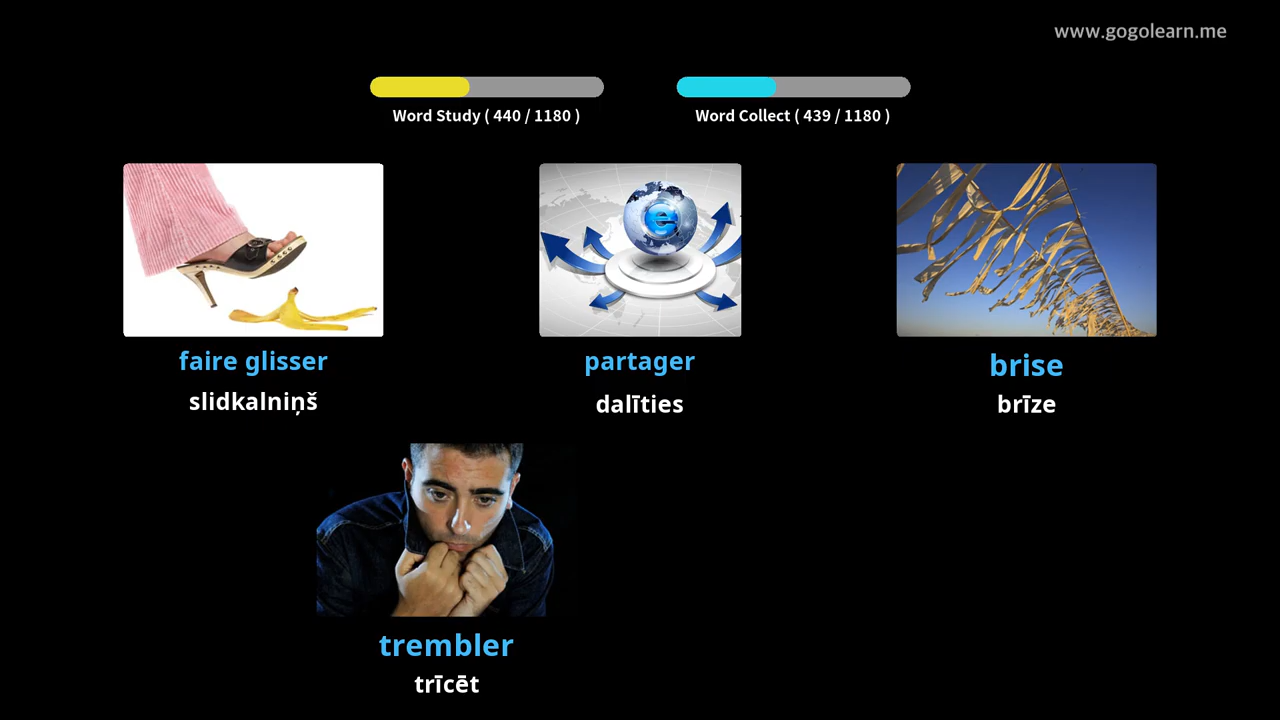 www.gogolearn.me
Word Study ( 440 / 1180 )
Word Collect ( 439 / 1180 )
e
faire glisser
partager
brise
slidkalniņš
dalīties
brīze
trembler
trīcēt